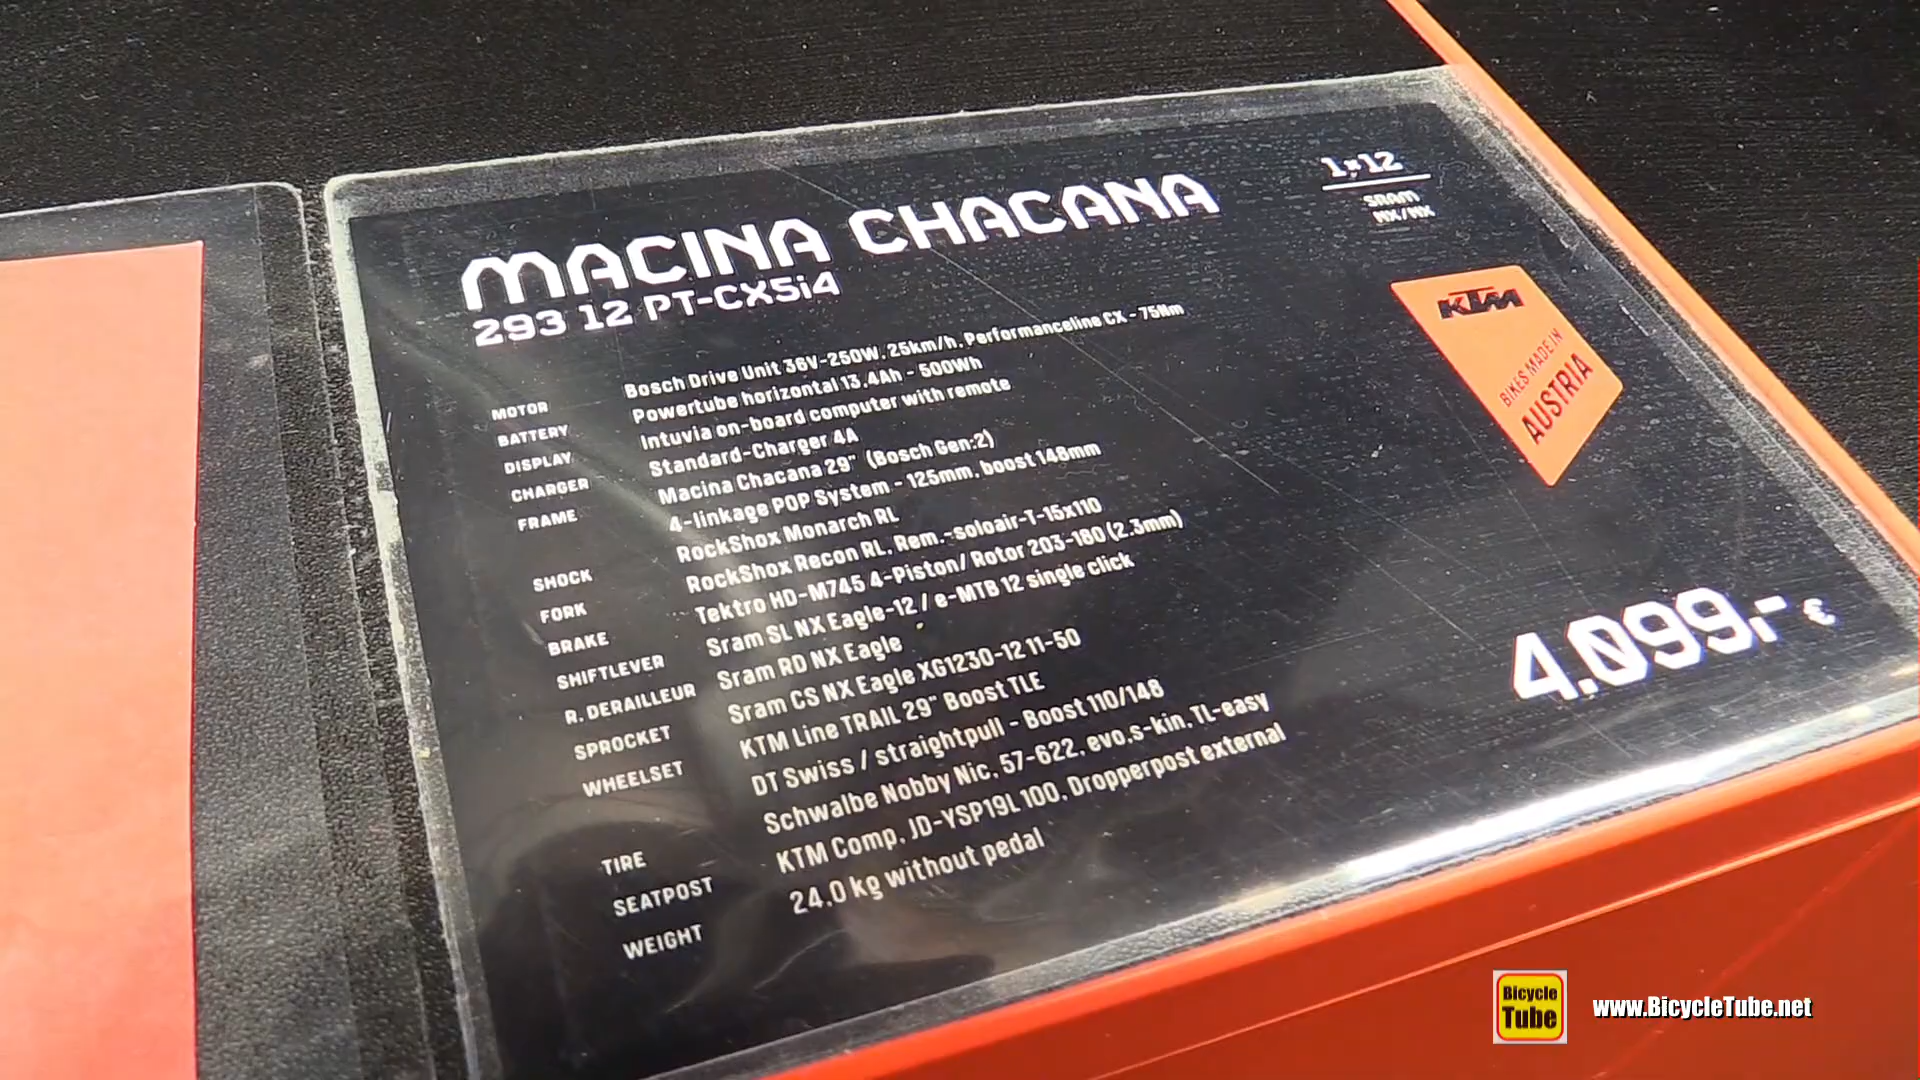 MACINA CHACANA
293 12 PT-CX5i4
1x12
SRAM
NX/NX
KTM
BIKES MADE IN
AUSTRIA
MOTOR Bosch Drive Unit 36V-250W, 25km/h, Performanceline CX - 75Nm
BATTERY Powertube horizontal 13,4Ah - 500Wh
DISPLAY Intuvia on-board computer with remote
CHARGER Standard-Charger 4A
FRAME Macina Chacana 29" (Bosch Gen:2)
4-linkage POP System - 125mm, boost 148mm
SHOCK RockShox Monarch RL
FORK RockShox Recon RL, Rem.-soloair-T-15x110
BRAKE Tektro HD-M745 4-Piston/ Rotor 203-180 (2.3mm)
SHIFTLEVER Sram SL NX Eagle-12 / e-MTB 12 single click
R. DERAILLEUR Sram RD NX Eagle
SPROCKET Sram CS NX Eagle XG1230-12 11-50
WHEELSET KTM Line TRAIL 29" Boost TLE
DT Swiss / straightpull - Boost 110/148
TIRE Schwalbe Nobby Nic, 57-622, evo,s-kin, TL-easy
SEATPOST KTM Comp, JD-YSP19L 100, Dropperpost external
WEIGHT 24.0 kg without pedal
4.099,- €
Bicycle
Tube
www.BicycleTube.net